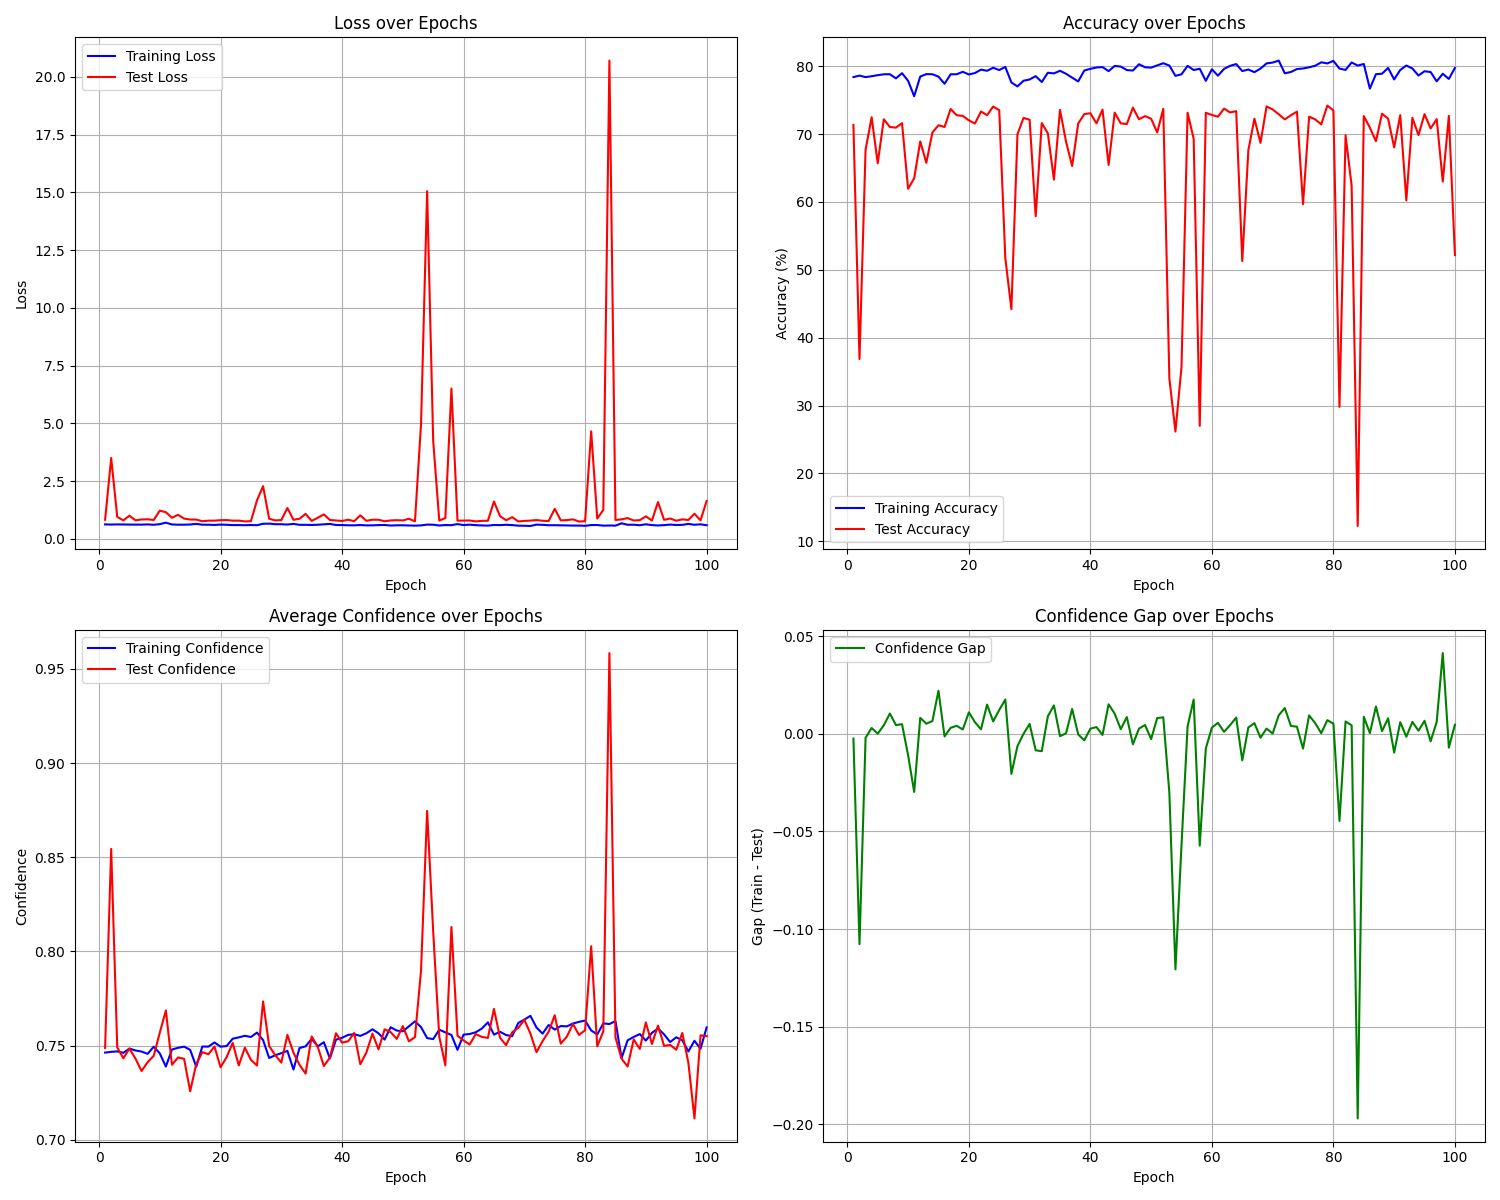 Loss over Epochs
Training Loss
Test Loss
20.0
17.5
15.0
12.5
10.0
7.5
5.0
2.5
0.0
Loss
0 20 40 60 80 100
Epoch
Accuracy over Epochs
80
70
60
50
40
30
20
10
Accuracy (%)
Training Accuracy
Test Accuracy
0 20 40 60 80 100
Epoch
Average Confidence over Epochs
Training Confidence
Test Confidence
0.95
0.90
0.85
0.80
0.75
0.70
Confidence
0 20 40 60 80 100
Epoch
Confidence Gap over Epochs
Confidence Gap
0.05
0.00
−0.05
−0.10
−0.15
−0.20
Gap (Train - Test)
0 20 40 60 80 100
Epoch